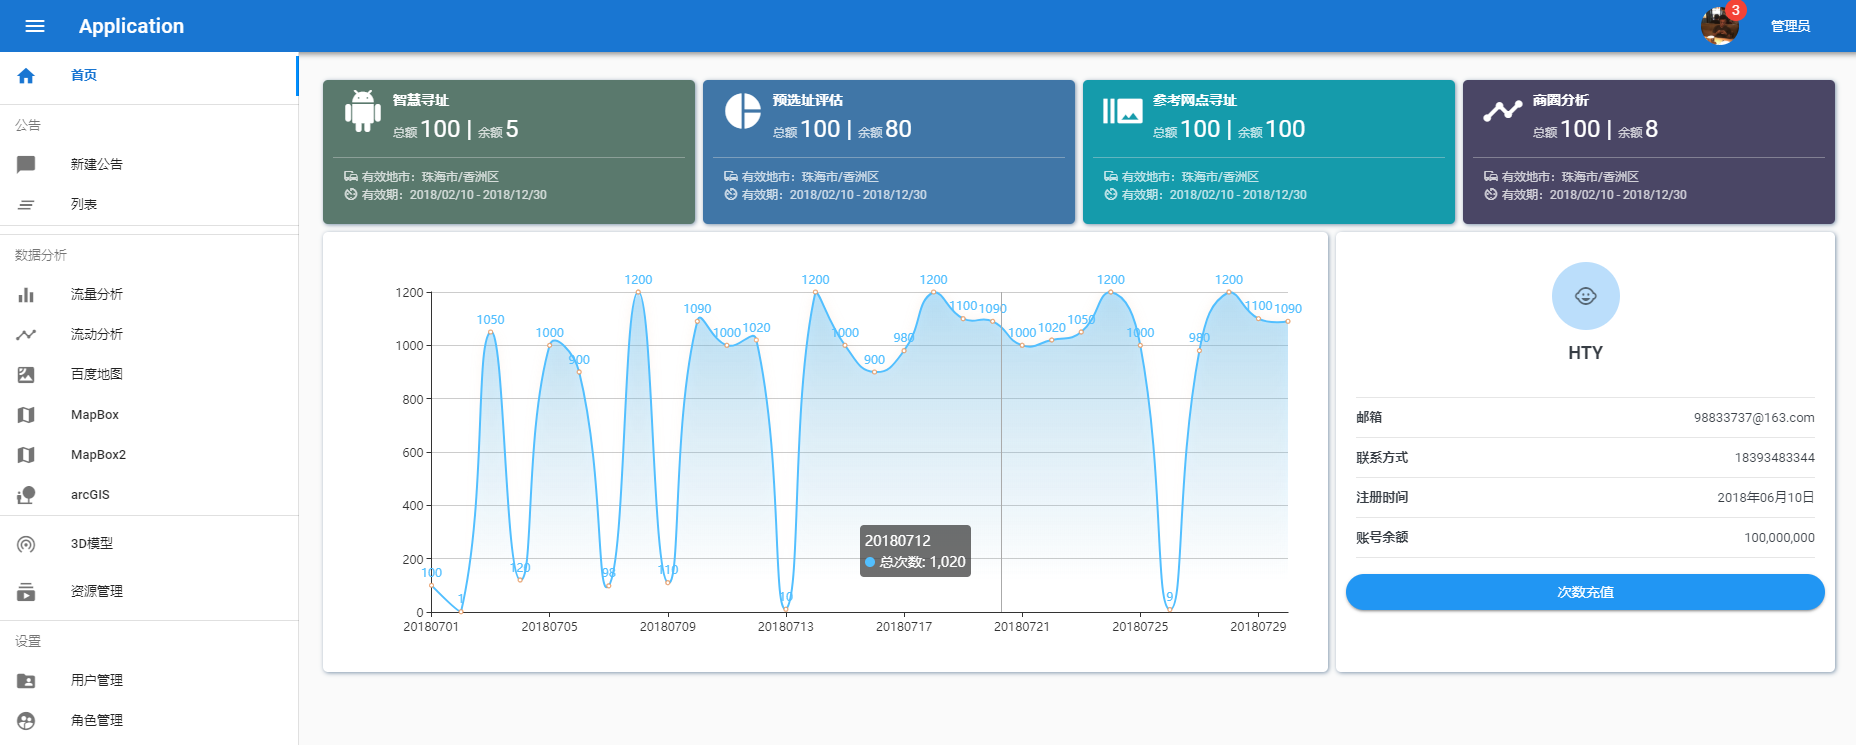 Application
3
管理员
首页
公告
新建公告
列表
数据分析
流量分析
流动分析
百度地图
MapBox
MapBox2
arcGIS
3D模型
资源管理
设置
用户管理
角色管理
智慧寻址
总额 100 | 余额 5
有效地市：珠海市/香洲区
有效期：2018/02/10 - 2018/12/30
预选址评估
总额 100 | 余额 80
有效地市：珠海市/香洲区
有效期：2018/02/10 - 2018/12/30
参考网点寻址
总额 100 | 余额 100
有效地市：珠海市/香洲区
有效期：2018/02/10 - 2018/12/30
商圈分析
总额 100 | 余额 8
有效地市：珠海市/香洲区
有效期：2018/02/10 - 2018/12/30
1200
1000
800
600
400
200
0
100
1
1050
120
1000
900
98
1200
110
1090
1000
1020
10
1200
1000
900
980
1200
1100
1090
1000
1020
1050
1200
1000
9
980
1200
1100
1090
20180712
总次数: 1,020
20180701
20180705
20180709
20180713
20180717
20180721
20180725
20180729
HTY
邮箱 98833737@163.com
联系方式 18393483344
注册时间 2018年06月10日
账号余额 100,000,000
次数充值